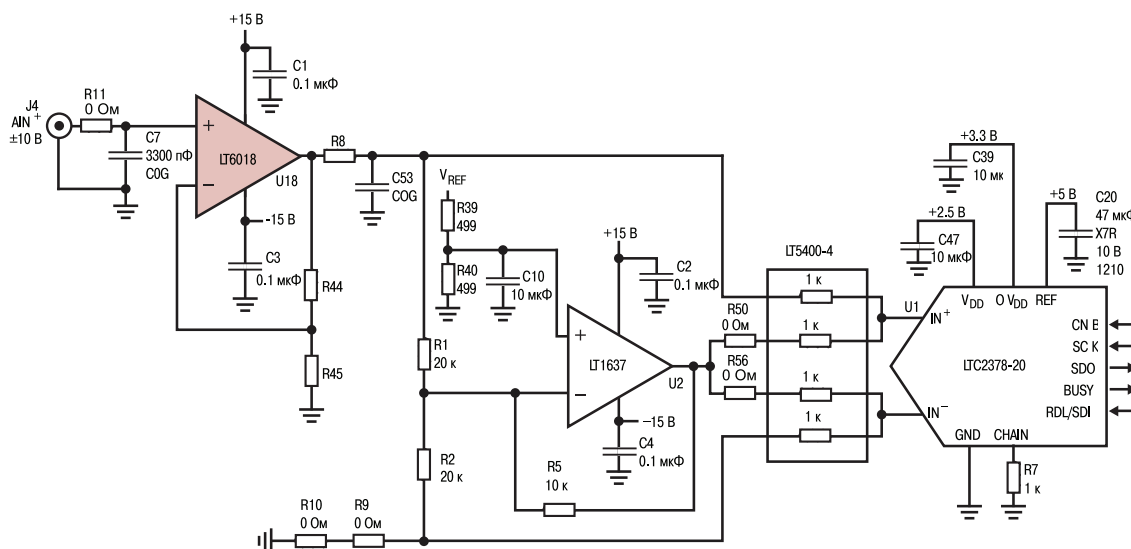 +15 В
C1
0.1 мкФ
J4
AIN+
±10 В
R11
0 Ом
C7
3300 пФ
C0G
+
−
LT6018
U18
-15 В
C3
0.1 мкФ
R8
C53
COG
R44
R45
VREF
R39
499
R40
499
C10
10 мкФ
R1
20 к
R2
20 к
R10
0 Ом
R9
0 Ом
+15 В
C2
0.1 мкФ
+
−
LT1637
U2
−15 В
C4
0.1 мкФ
R5
10 к
R50
0 Ом
R56
0 Ом
LT5400-4
1 к
1 к
1 к
1 к
+3.3 В
C39
10 мк
+2.5 В
C47
10 мкФ
+5 В
C20
47 мкФ
X7R
10 В
1210
U1
VDD
O VDD
REF
IN+
IN−
LTC2378-20
CN B
SC K
SDO
BUSY
RDL/SDI
GND
CHAIN
R7
1 к